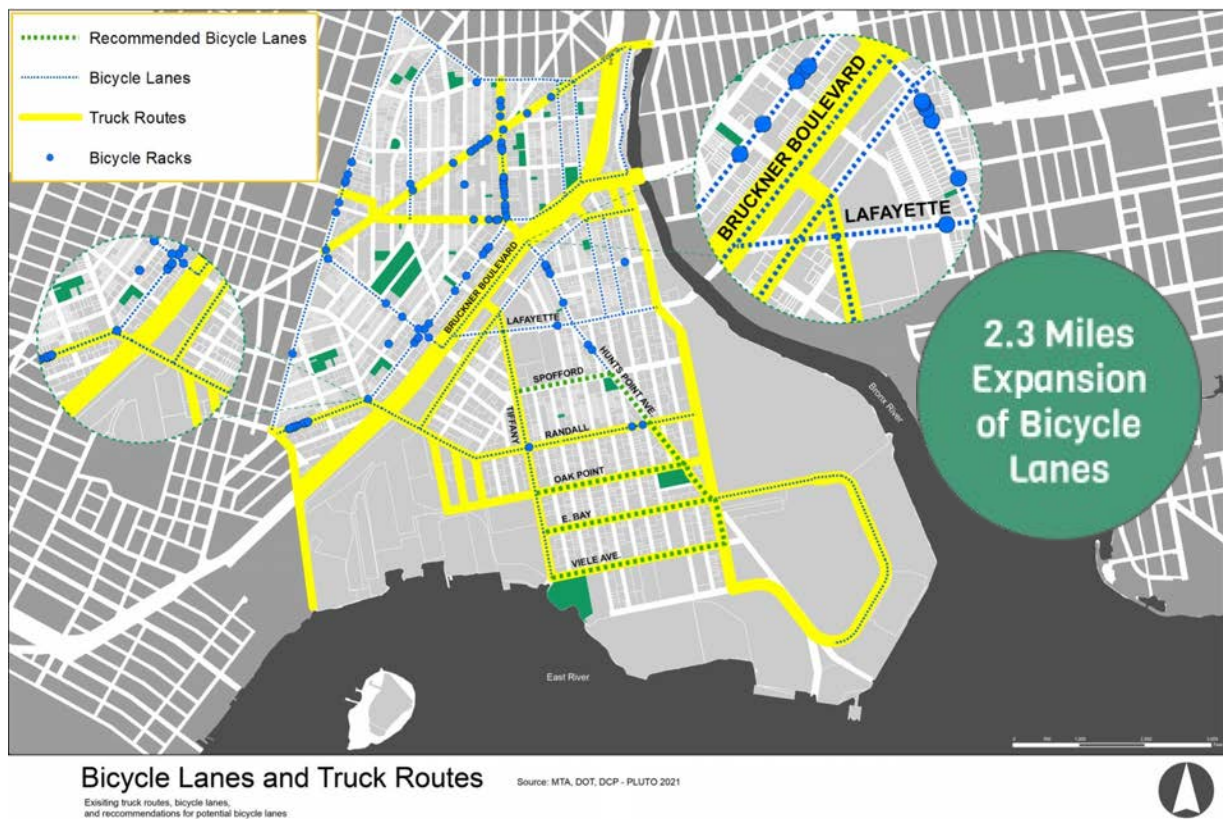 Recommended Bicycle Lanes
Bicycle Lanes
Truck Routes
Bicycle Racks
BRUCKNER BOULEVARD
LAFAYETTE
2.3 Miles
Expansion
of Bicycle
Lanes
BRUCKNER BOULEVARD
LAFAYETTE
HUNTS POINT AVE.
SPOFFORD
TIFFANY
RANDALL
OAK POINT
E. BAY
VIELE AVE.
Bronx River
East River
Bicycle Lanes and Truck Routes
Source: MTA, DOT, DCP - PLUTO 2021
Exisiting truck routes, bicycle lanes,
and reccommendations for potential bicycle lanes